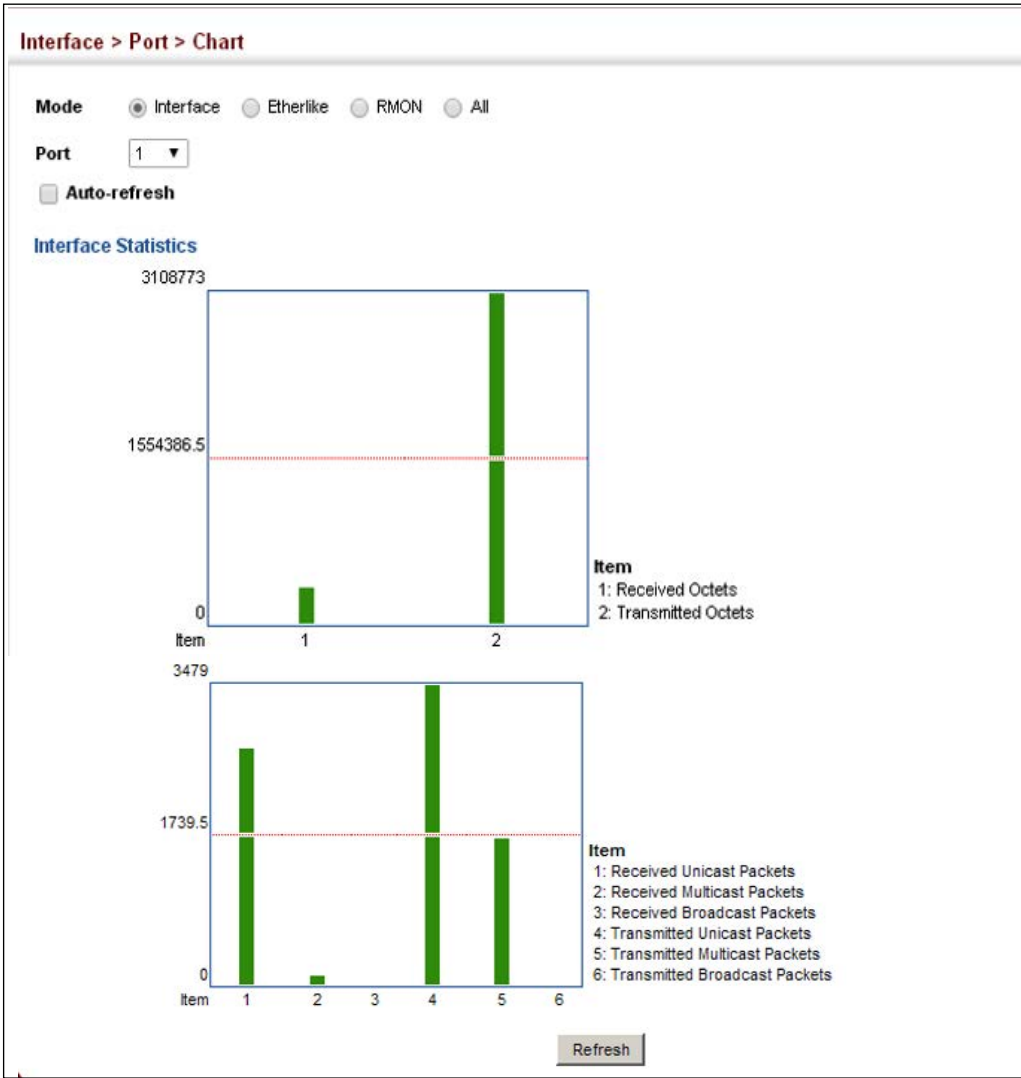 Interface > Port > Chart
Mode Interface Etherlike RMON All
Port 1
Auto-refresh
Interface Statistics
3108773
1554386.5
0
Item 1 2
Item
1: Received Octets
2: Transmitted Octets
3479
1739.5
0
Item 1 2 3 4 5 6
Item
1: Received Unicast Packets
2: Received Multicast Packets
3: Received Broadcast Packets
4: Transmitted Unicast Packets
5: Transmitted Multicast Packets
6: Transmitted Broadcast Packets
Refresh